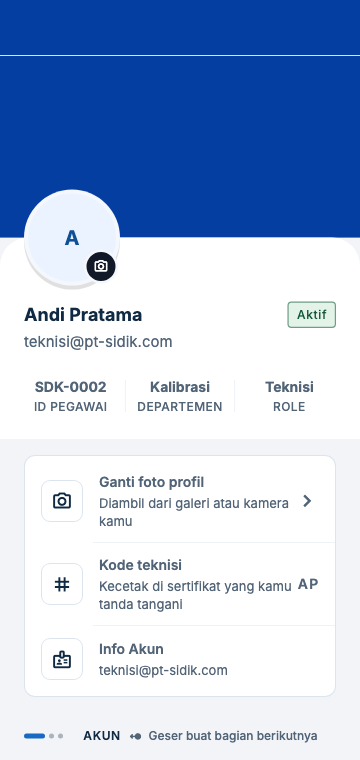 A
Andi Pratama
Aktif
teknisi@pt-sidik.com
SDK-0002
ID PEGAWAI
Kalibrasi
DEPARTEMEN
Teknisi
ROLE
Ganti foto profil
Diambil dari galeri atau kamera
kamu
Kode teknisi
Kecetak di sertifikat yang kamu
tanda tangani
AP
Info Akun
teknisi@pt-sidik.com
AKUN
Geser buat bagian berikutnya